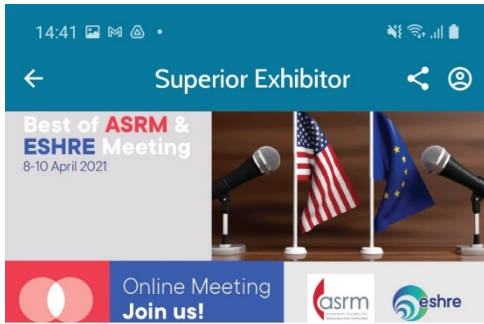 14:41
Superior Exhibitor
Best of ASRM &
ESHRE Meeting
8-10 April 2021
Online Meeting
Join us!
asrm
eshre